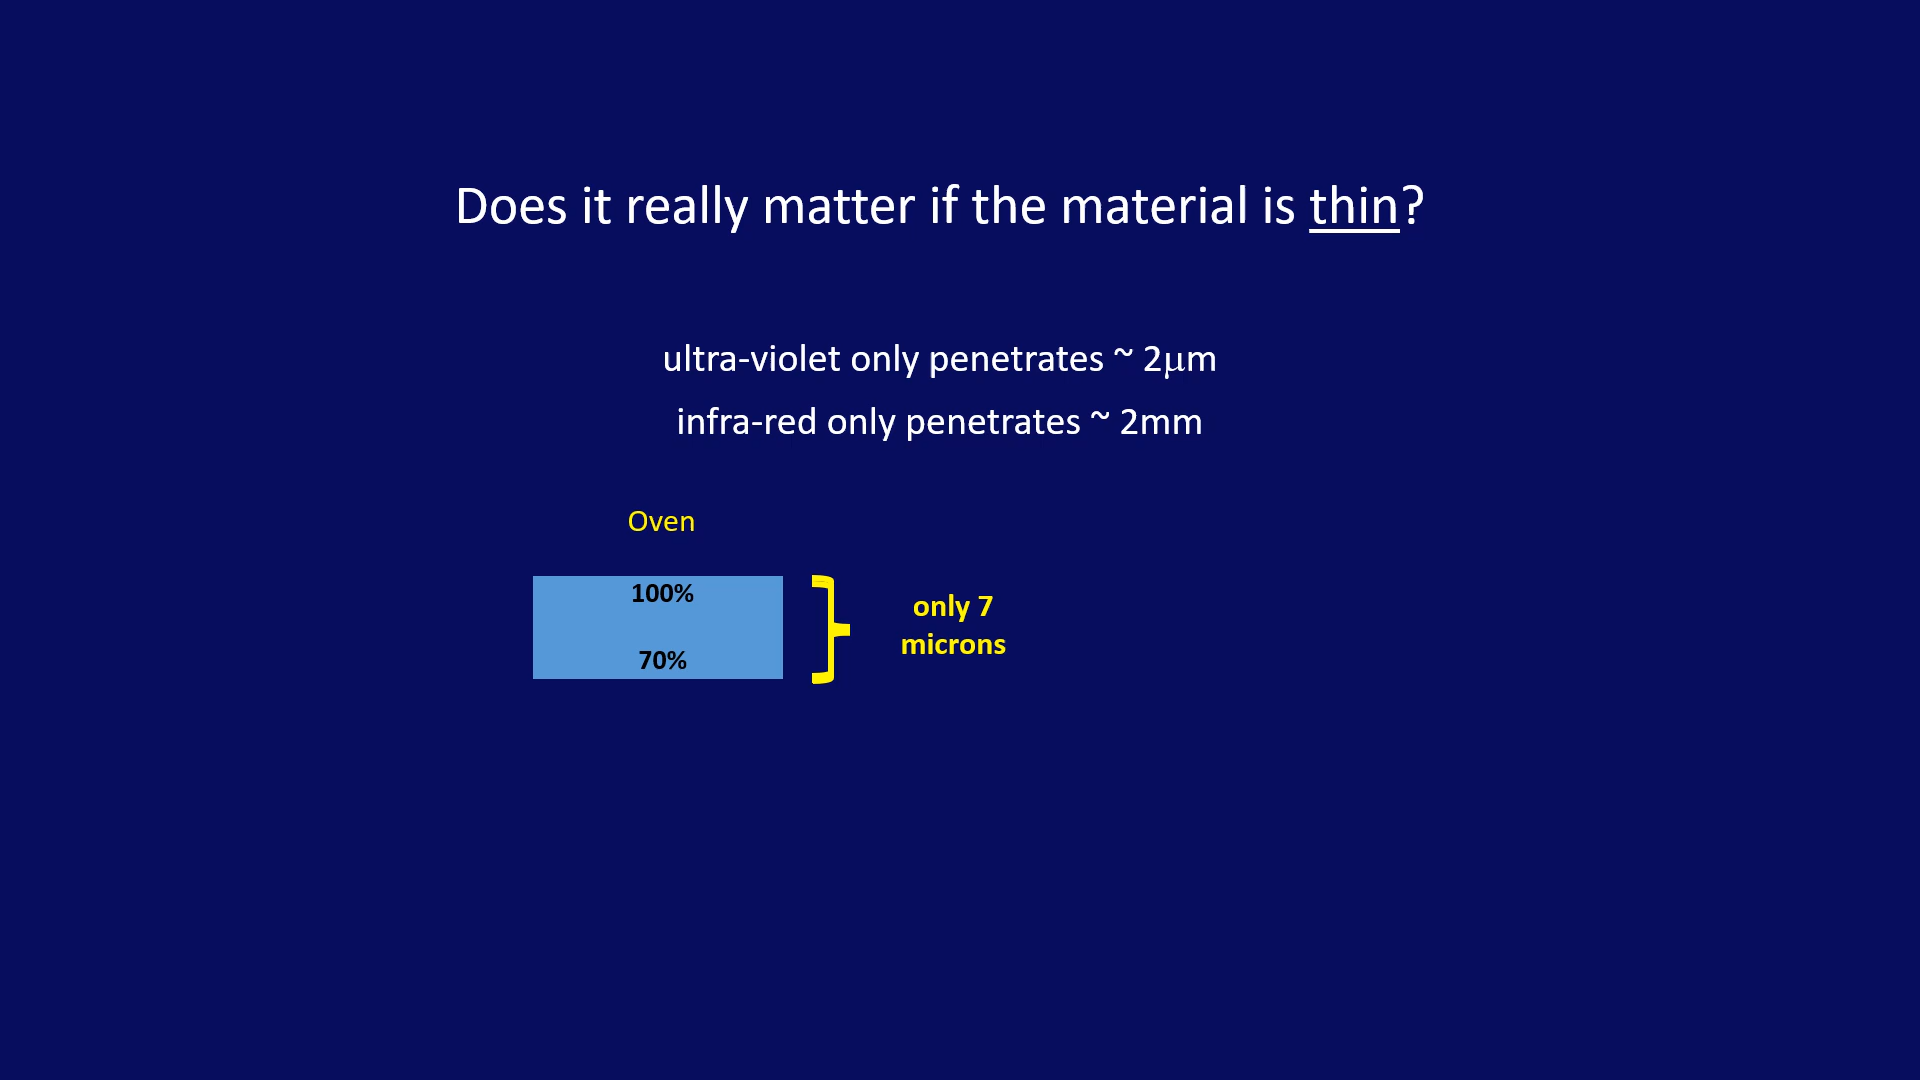 Does it really matter if the material is thin?
ultra-violet only penetrates ~ 2μm
infra-red only penetrates ~ 2mm
Oven
100%
70%
only 7
microns